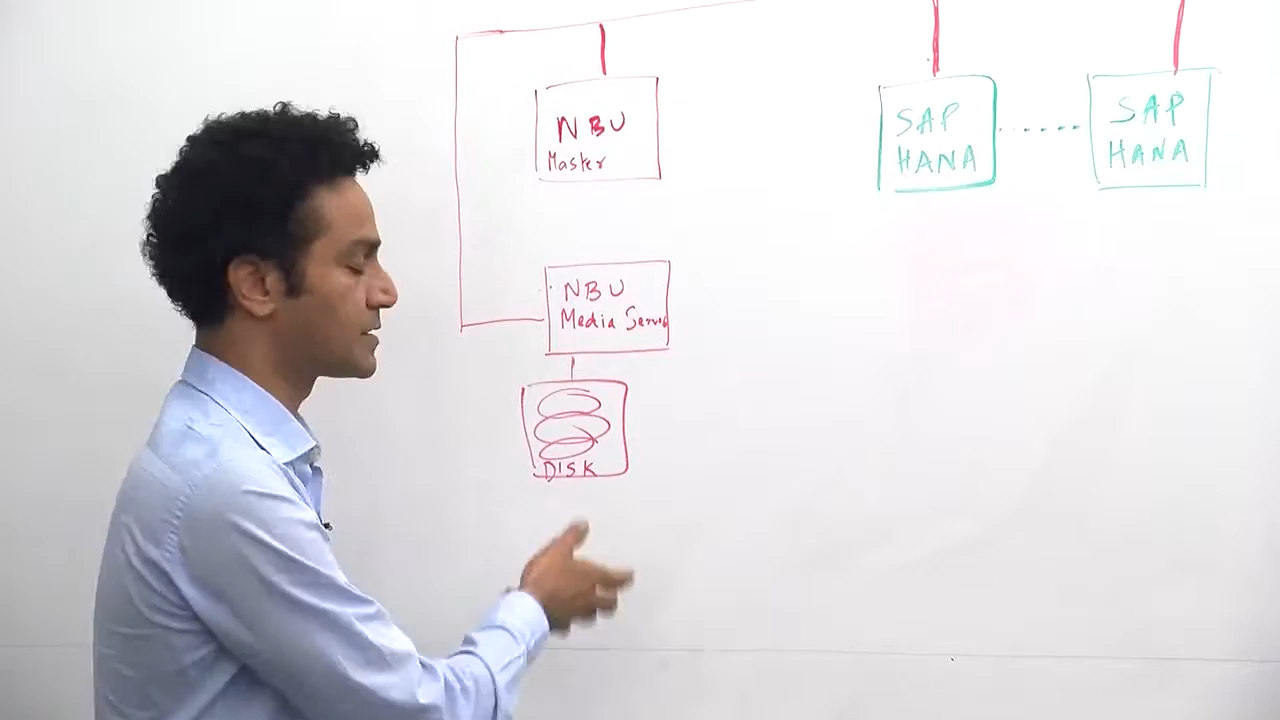 NBU
Master
SAP
HANA
SAP
HANA
NBU
Media Server
DISK